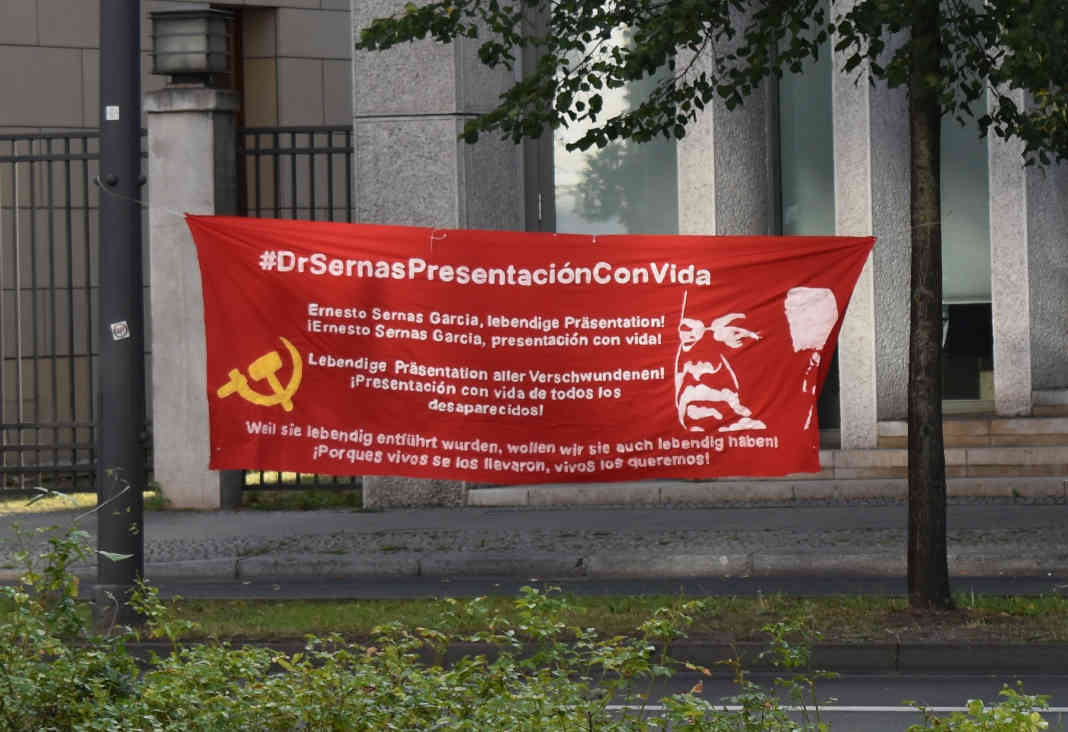 #DrSernasPresentaciónConVida
Ernesto Sernas Garcia, lebendige Präsentation!
¡Ernesto Sernas Garcia, presentación con vida!
Lebendige Präsentation aller Verschwundenen!
¡Presentación con vida de todos los
desaparecidos!
Weil sie lebendig entführt wurden, wollen wir sie auch lebendig haben!
¡Porques vivos se los llevaron, vivos los queremos!